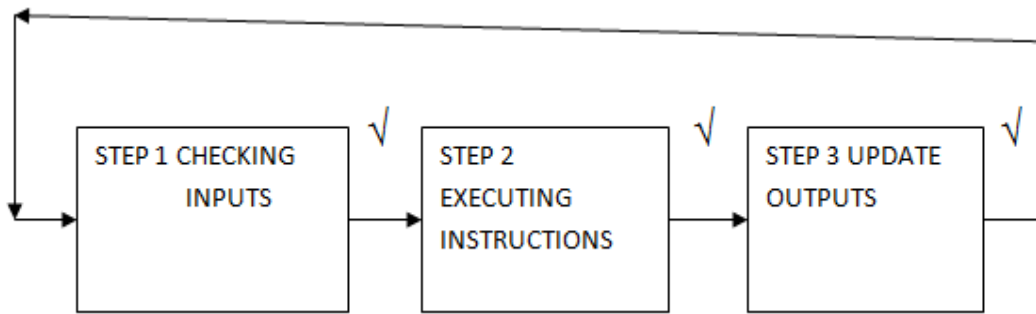 √
√
√
STEP 1 CHECKING
INPUTS
STEP 2
EXECUTING
INSTRUCTIONS
STEP 3 UPDATE
OUTPUTS